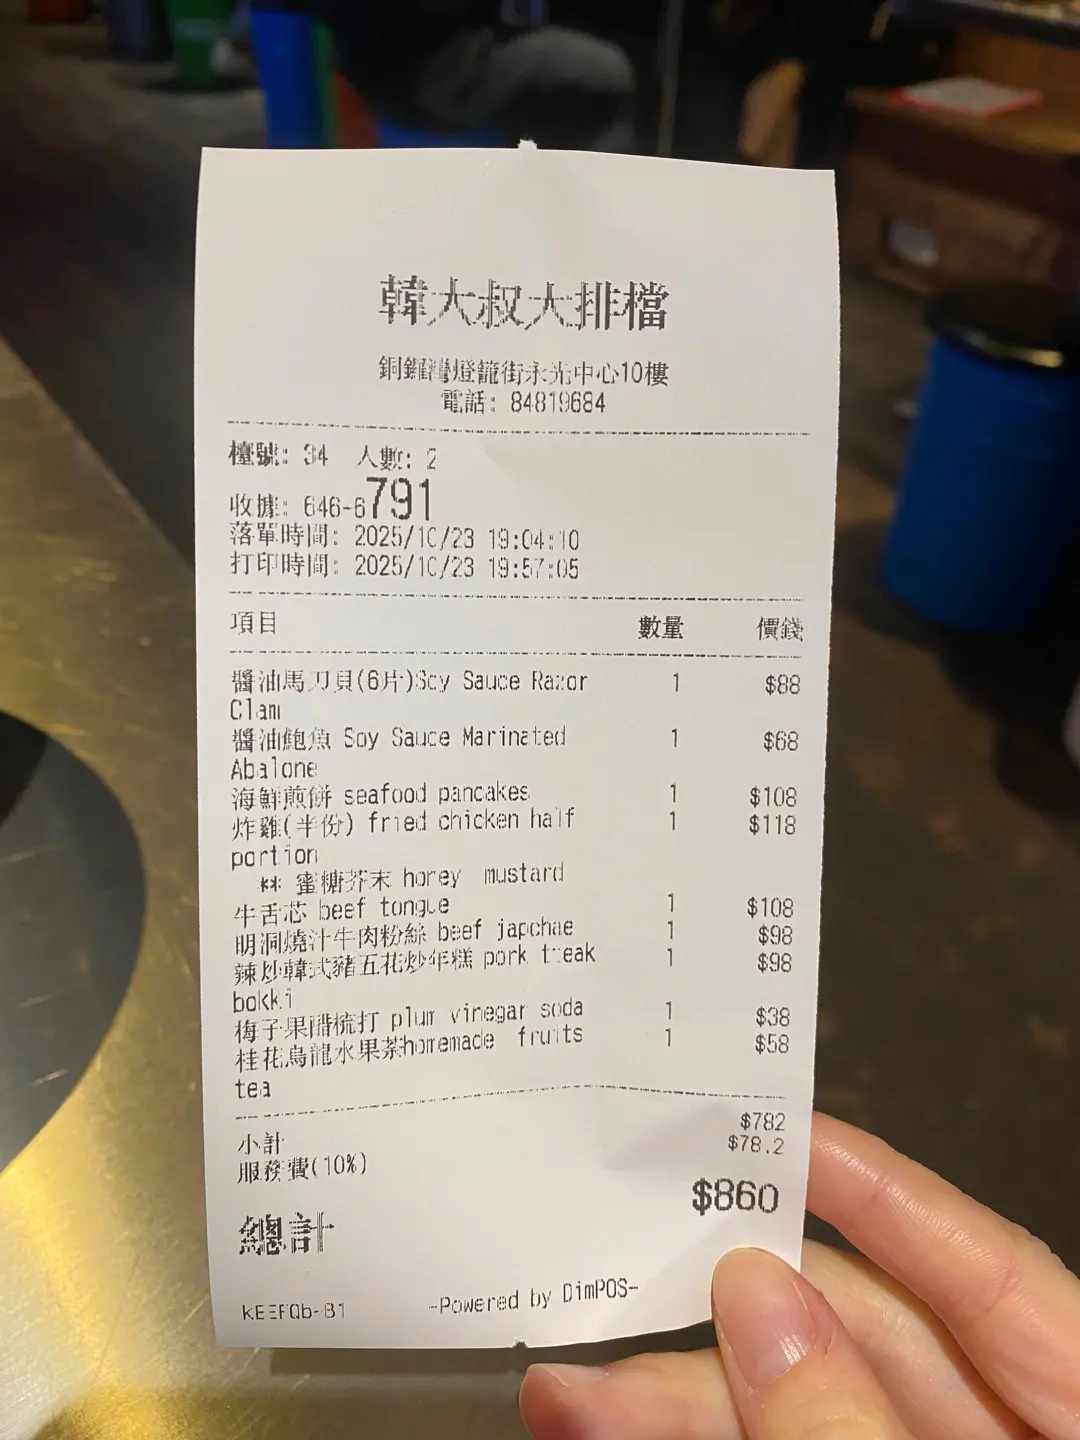 韓大叔大排檔
銅鑼灣燈籠街永光中心10樓
電話: 84819684
檯號: 34 人數: 2
收據: 646-6791
落單時間: 2025/10/23 19:04:10
打印時間: 2025/10/23 19:57:05
項目 數量 價錢
醬油馬刀貝(6片)Soy Sauce Razor 1 $88
Clam
醬油鮑魚 Soy Sauce Marinated 1 $68
Abalone
海鮮煎餅 seafood pancakes 1 $108
炸雞(半份) fried chicken half 1 $118
portion
** 蜜糖芥末 honey mustard
牛舌芯 beef tongue 1 $108
明洞燒汁牛肉粉絲 beef japchae 1 $98
辣炒韓式豬五花炒年糕 pork tteak 1 $98
bokki
梅子果醋梳打 plum vinegar soda 1 $38
桂花烏龍水果茶homemade fruits 1 $58
tea
小計 $782
服務費(10%) $78.2
總計 $860
kEEFQb-B1 -Powered by DimPOS-